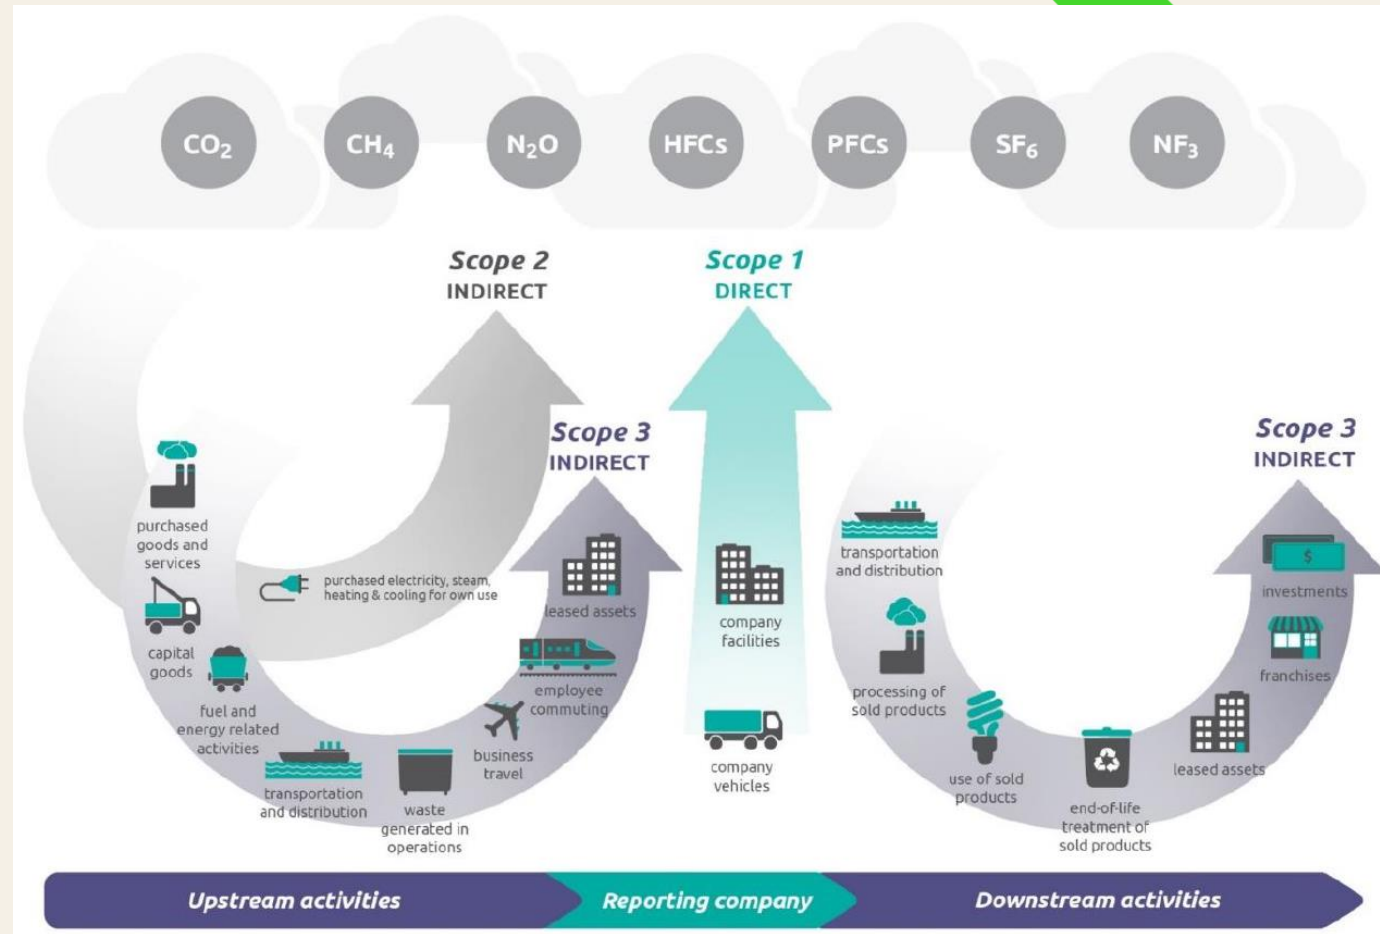 CO₂
CH₄
N₂O
HFCs
PFCs
SF₆
NF₃
Scope 2
INDIRECT
Scope 1
DIRECT
Scope 3
INDIRECT
Scope 3
INDIRECT
purchased
goods and
services
capital
goods
fuel and
energy related
activities
transportation
and distribution
waste
generated in
operations
business
travel
employee
commuting
leased assets
purchased electricity, steam,
heating & cooling for own use
company
facilities
company
vehicles
transportation
and distribution
processing of
sold products
use of sold
products
end-of-life
treatment of
sold products
leased assets
franchises
$
investments
Upstream activities
Reporting company
Downstream activities